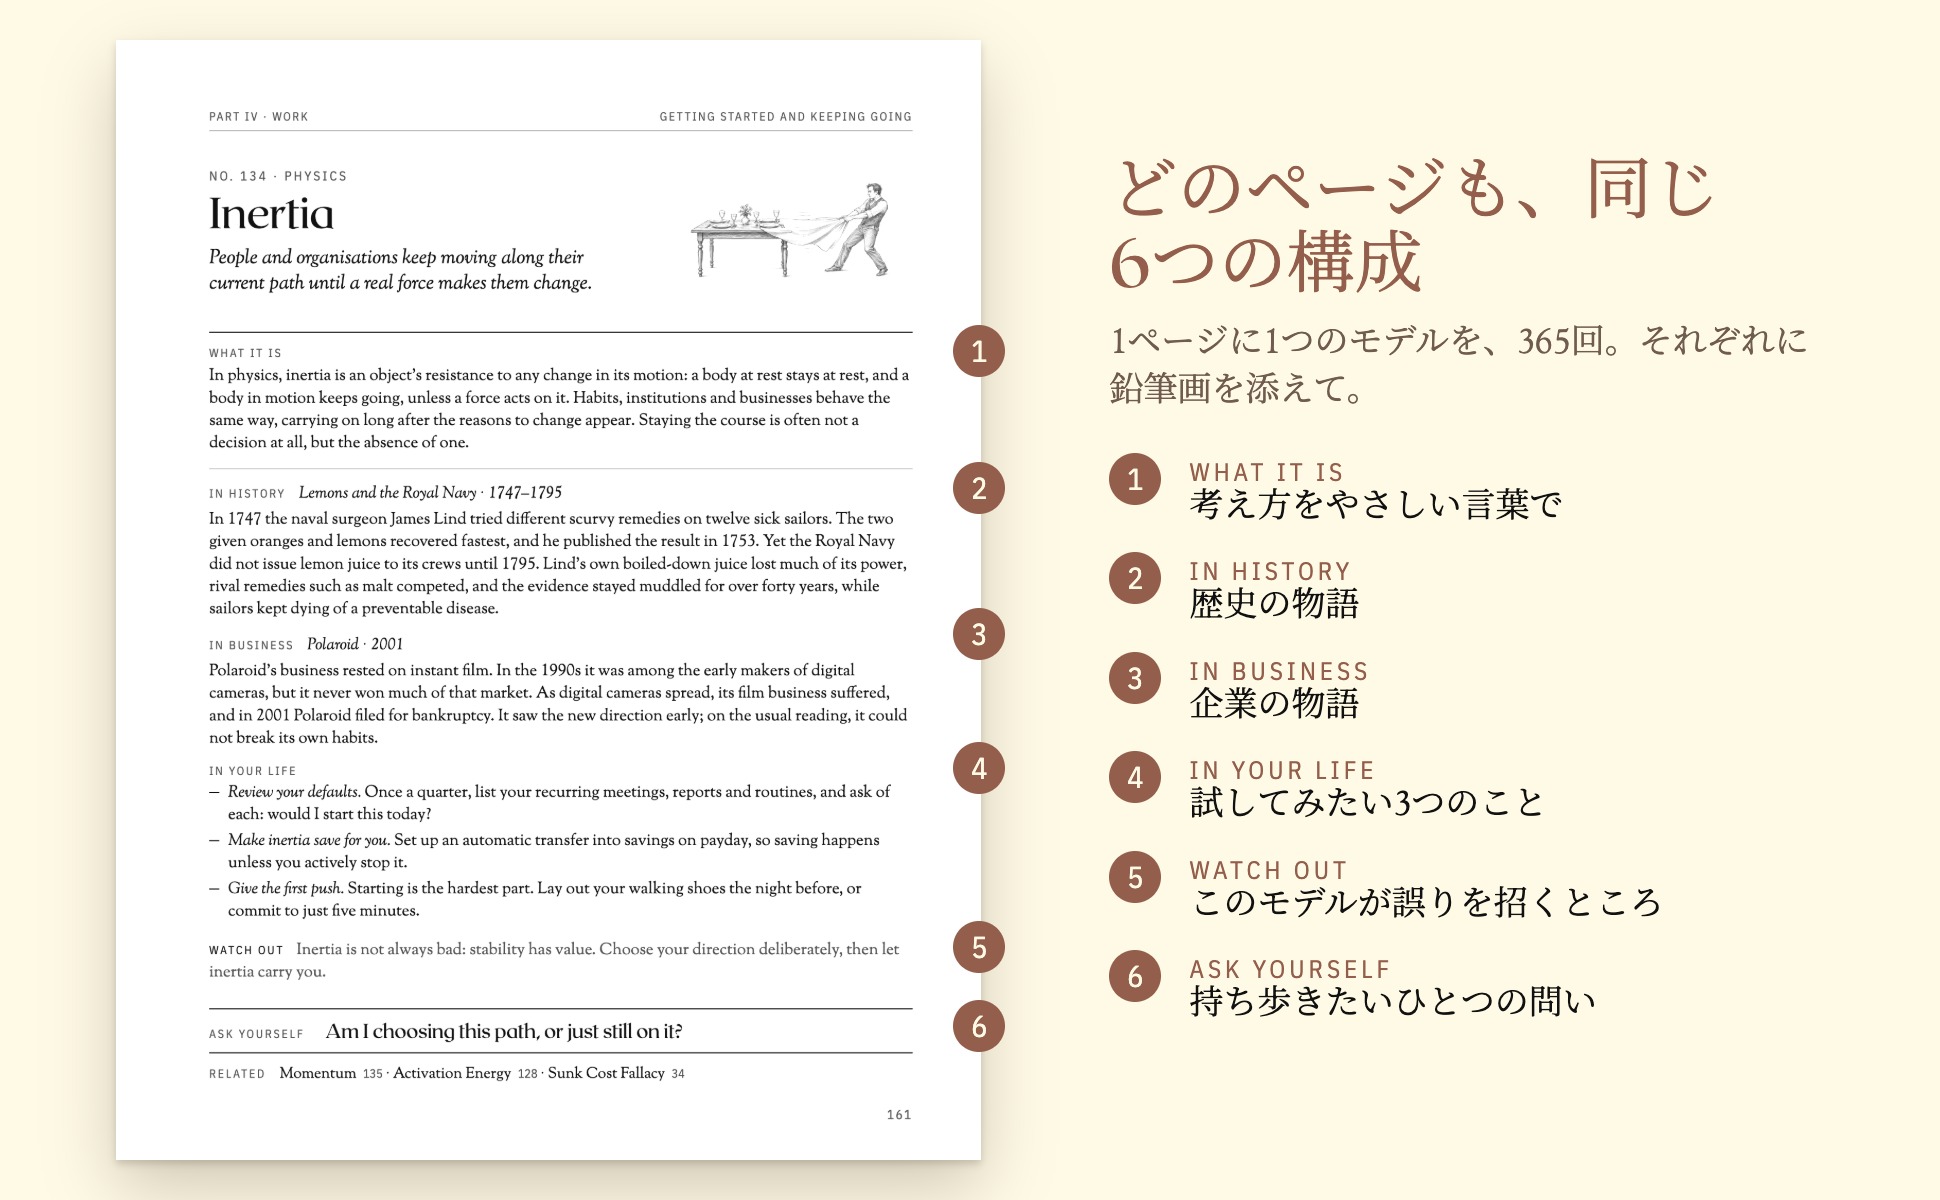 PART IV · WORK
GETTING STARTED AND KEEPING GOING
NO. 134 · PHYSICS
Inertia
People and organisations keep moving along their
current path until a real force makes them change.
WHAT IT IS
In physics, inertia is an object’s resistance to any change in its motion: a body at rest stays at rest, and a
body in motion keeps going, unless a force acts on it. Habits, institutions and businesses behave the
same way, carrying on long after the reasons to change appear. Staying the course is often not a
decision at all, but the absence of one.
IN HISTORY Lemons and the Royal Navy · 1747–1795
In 1747 the naval surgeon James Lind tried different scurvy remedies on twelve sick sailors. The two
given oranges and lemons recovered fastest, and he published the result in 1753. Yet the Royal Navy
did not issue lemon juice to its crews until 1795. Lind’s own boiled-down juice lost much of its power,
rival remedies such as malt competed, and the evidence stayed muddled for over forty years, while
sailors kept dying of a preventable disease.
IN BUSINESS Polaroid · 2001
Polaroid’s business rested on instant film. In the 1990s it was among the early makers of digital
cameras, but it never won much of that market. As digital cameras spread, its film business suffered,
and in 2001 Polaroid filed for bankruptcy. It saw the new direction early; on the usual reading, it could
not break its own habits.
IN YOUR LIFE
– Review your defaults. Once a quarter, list your recurring meetings, reports and routines, and ask of
each: would I start this today?
– Make inertia save for you. Set up an automatic transfer into savings on payday, so saving happens
unless you actively stop it.
– Give the first push. Starting is the hardest part. Lay out your walking shoes the night before, or
commit to just five minutes.
WATCH OUT Inertia is not always bad: stability has value. Choose your direction deliberately, then let
inertia carry you.
ASK YOURSELF Am I choosing this path, or just still on it?
RELATED Momentum 135 · Activation Energy 128 · Sunk Cost Fallacy 34
161
1
2
3
4
5
6
どのページも、同じ
6つの構成
1ページに1つのモデルを、365回。それぞれに
鉛筆画を添えて。
1 WHAT IT IS
考え方をやさしい言葉で
2 IN HISTORY
歴史の物語
3 IN BUSINESS
企業の物語
4 IN YOUR LIFE
試してみたい3つのこと
5 WATCH OUT
このモデルが誤りを招くところ
6 ASK YOURSELF
持ち歩きたいひとつの問い